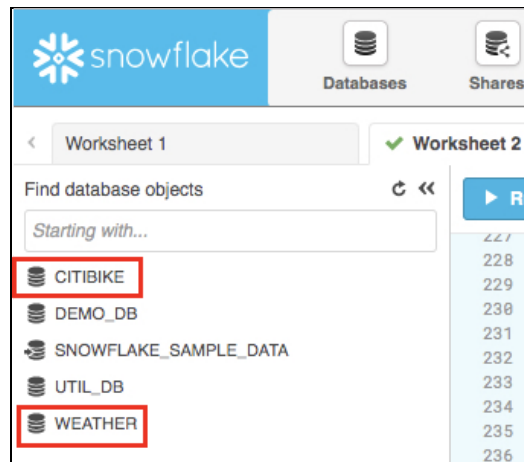 snowflake
Databases
Shares
Worksheet 1
Worksheet 2
Find database objects
Starting with...
CITIBIKE
DEMO_DB
SNOWFLAKE_SAMPLE_DATA
UTIL_DB
WEATHER
R
227
228
229
230
231
232
233
234
235
236